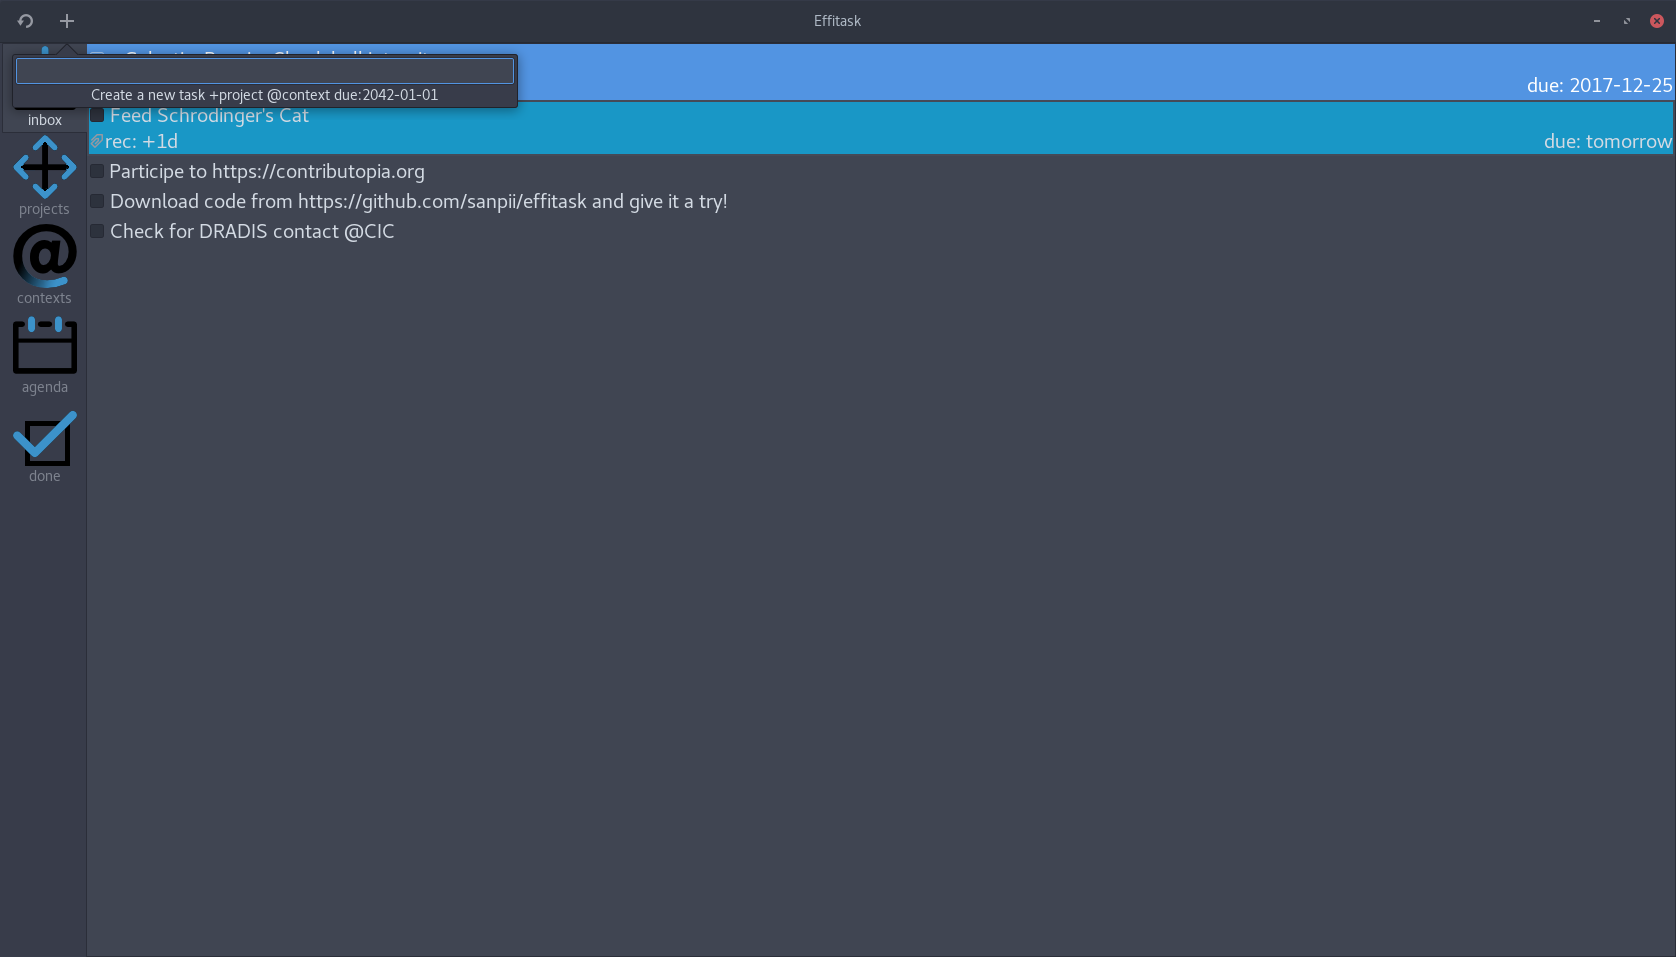 Effitask
due: 2017-12-25
Create a new task +project @context due:2042-01-01
inbox
Feed Schrodinger's Cat
rec: +1d
due: tomorrow
Participe to https://contributopia.org
projects
Download code from https://github.com/sanpii/effitask and give it a try!
Check for DRADIS contact @CIC
contexts
agenda
done